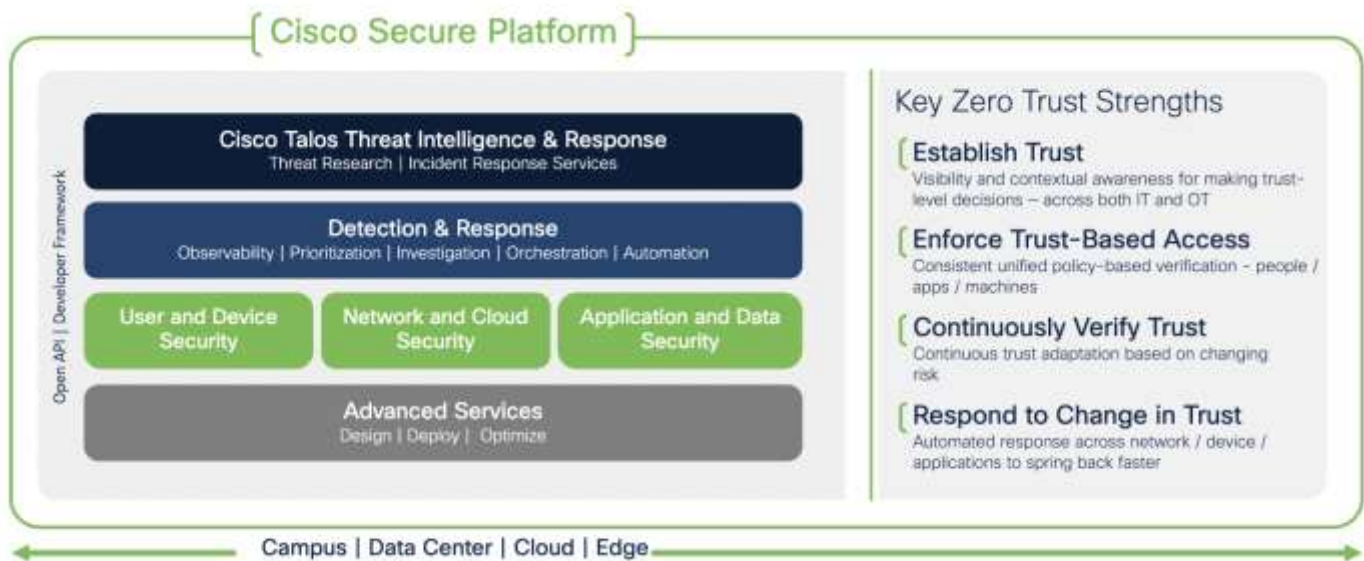 Cisco Secure Platform
Open API | Developer Framework
Cisco Talos Threat Intelligence & Response
Threat Research | Incident Response Services
Detection & Response
Observability | Prioritization | Investigation | Orchestration | Automation
User and Device
Security
Network and Cloud
Security
Application and Data
Security
Advanced Services
Design | Deploy | Optimize
Key Zero Trust Strengths
Establish Trust
Visibility and contextual awareness for making trust-
level decisions – across both IT and OT
Enforce Trust-Based Access
Consistent unified policy-based verification - people /
apps / machines
Continuously Verify Trust
Continuous trust adaptation based on changing
risk
Respond to Change in Trust
Automated response across network / device /
applications to spring back faster
Campus | Data Center | Cloud | Edge